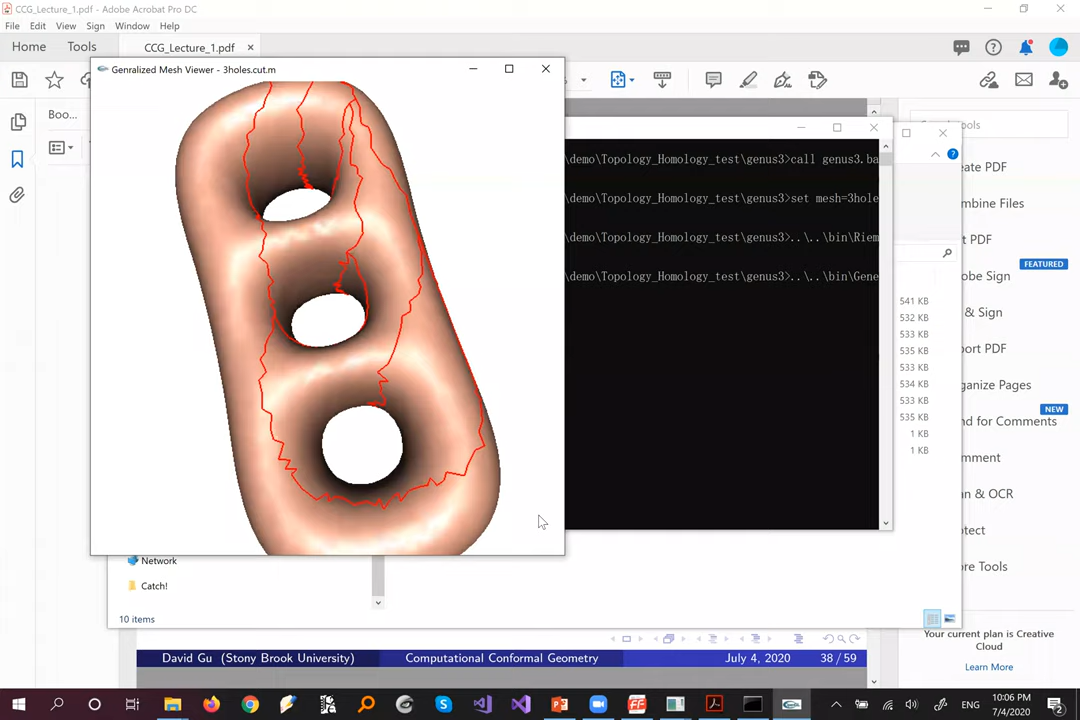 CCG_Lecture_1.pdf - Adobe Acrobat Pro DC
File Edit View Sign Window Help
Home Tools CCG_Lecture_1.pdf
Genralized Mesh Viewer - 3holes.cut.m
Boo...
\demo\Topology_Homology_test\genus3>call genus3.ba
\demo\Topology_Homology_test\genus3>set mesh=3hole
\demo\Topology_Homology_test\genus3>..\..\bin\Riem
\demo\Topology_Homology_test\genus3>..\..\bin\Gene
ools
Create PDF
ombine Files
t PDF
obe Sign
FEATURED
& Sign
port PDF
ganize Pages
NEW
nd for Comments
mment
n & OCR
otect
ore Tools
541 KB
532 KB
533 KB
535 KB
533 KB
534 KB
533 KB
535 KB
1 KB
1 KB
Network
Catch!
10 items
Your current plan is Creative
Cloud
Learn More
David Gu (Stony Brook University) Computational Conformal Geometry July 4, 2020 38 / 59
ENG
10:06 PM
7/4/2020
2